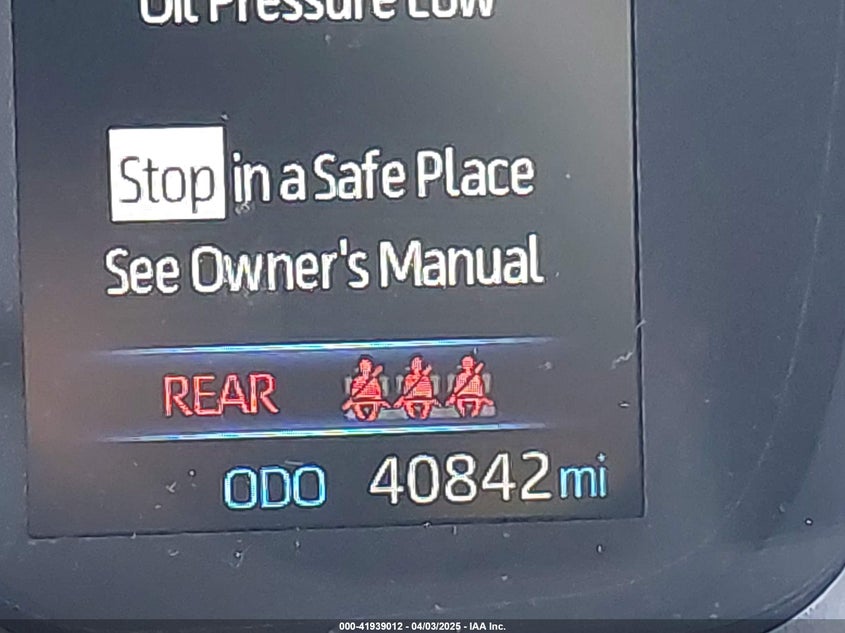 Oil Pressure Low
Stop in a Safe Place
See Owner's Manual
REAR
ODO 40842 mi
000-41939012 - 04/03/2025 - IAA Inc.